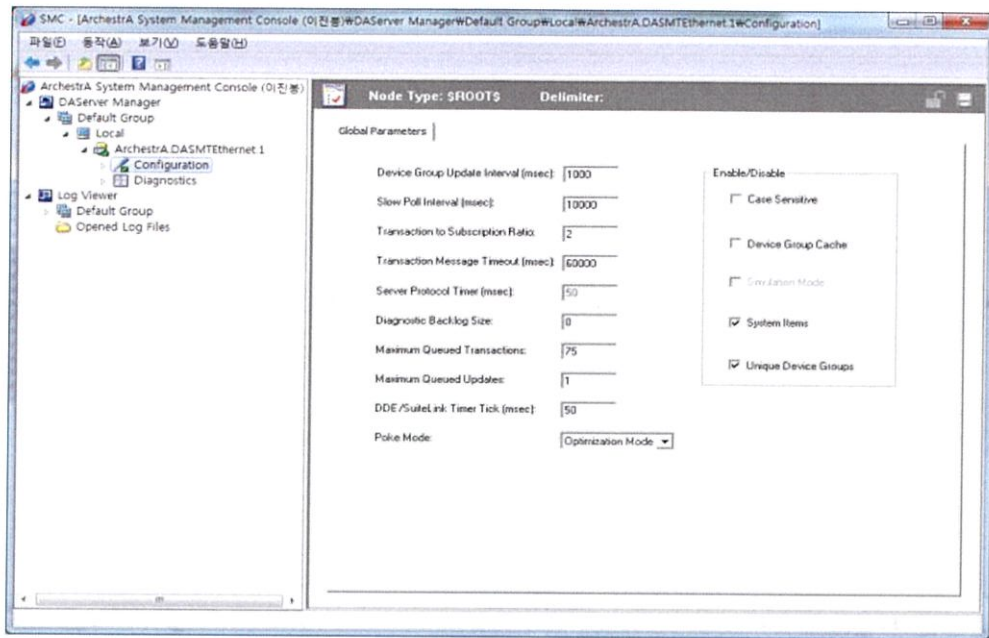 SMC - [ArchestrA System Management Console (이진봉)₩DAServer Manager₩Default Group₩Local₩ArchestrA.DASMTEthernet.1₩Configuration]
파일(F) 동작(A) 보기(V) 도움말(H)
ArchestrA System Management Console (이진봉)
DAServer Manager
Default Group
Local
ArchestrA.DASMTEthernet.1
Configuration
Diagnostics
Log Viewer
Default Group
Opened Log Files
Node Type: $ROOT$ Delimiter:
Global Parameters
Device Group Update Interval (msec): 1000
Slow Poll Interval (msec): 10000
Transaction to Subscription Ratio: 2
Transaction Message Timeout (msec): 60000
Server Protocol Timer (msec): 50
Diagnostic Backlog Size: 0
Maximum Queued Transactions: 75
Maximum Queued Updates: 1
DDE/SuiteLink Timer Tick (msec): 50
Poke Mode: Optimization Mode
Enable/Disable
Case Sensitive
Device Group Cache
Simulation Mode
System Items
Unique Device Groups